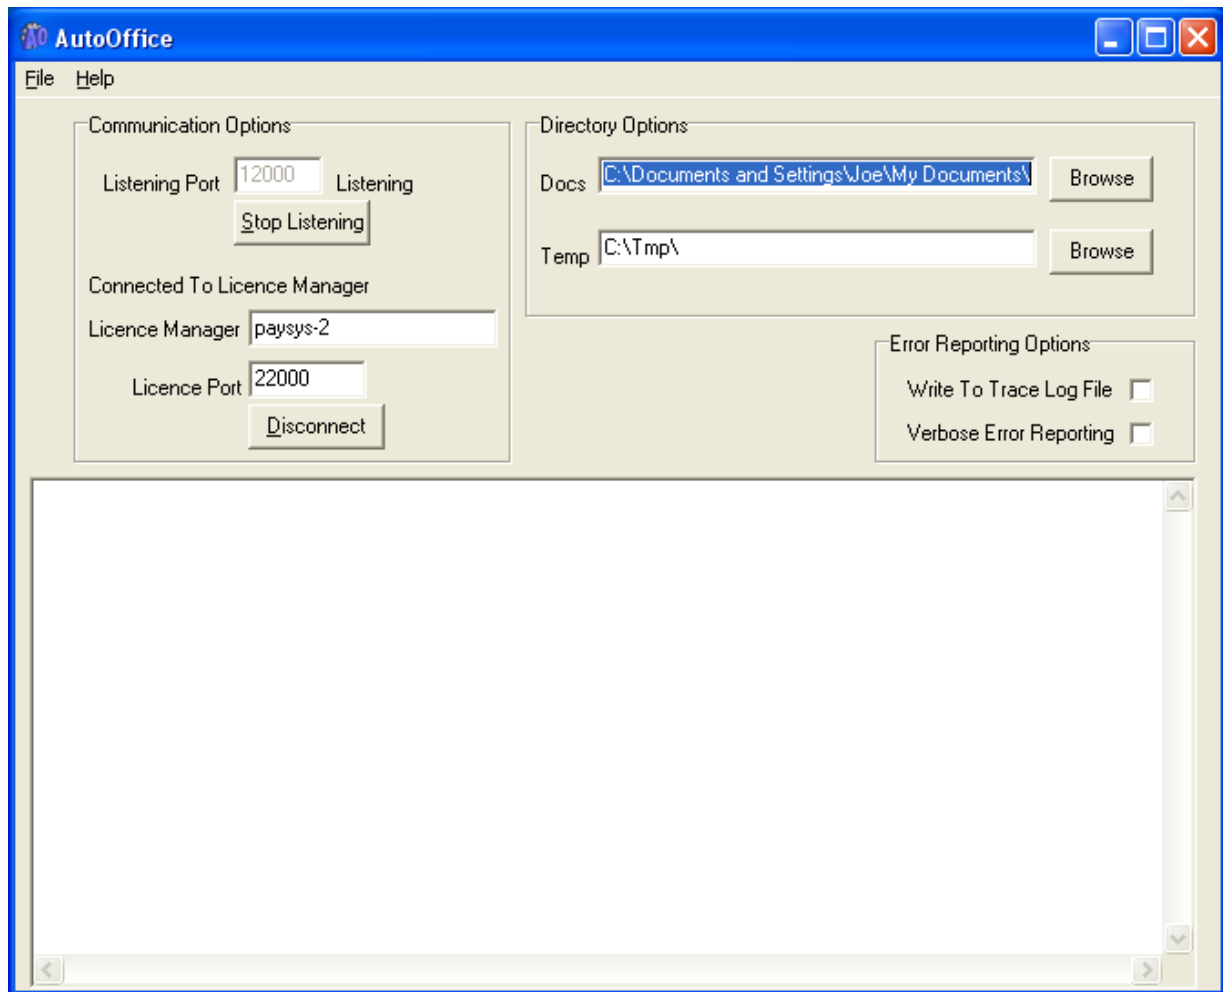 AutoOffice
File Help
Communication Options
Listening Port 12000 Listening
Stop Listening
Connected To Licence Manager
Licence Manager paysys-2
Licence Port 22000
Disconnect
Directory Options
Docs C:\Documents and Settings\Joe\My Documents\ Browse
Temp C:\Tmp\ Browse
Error Reporting Options
Write To Trace Log File
Verbose Error Reporting